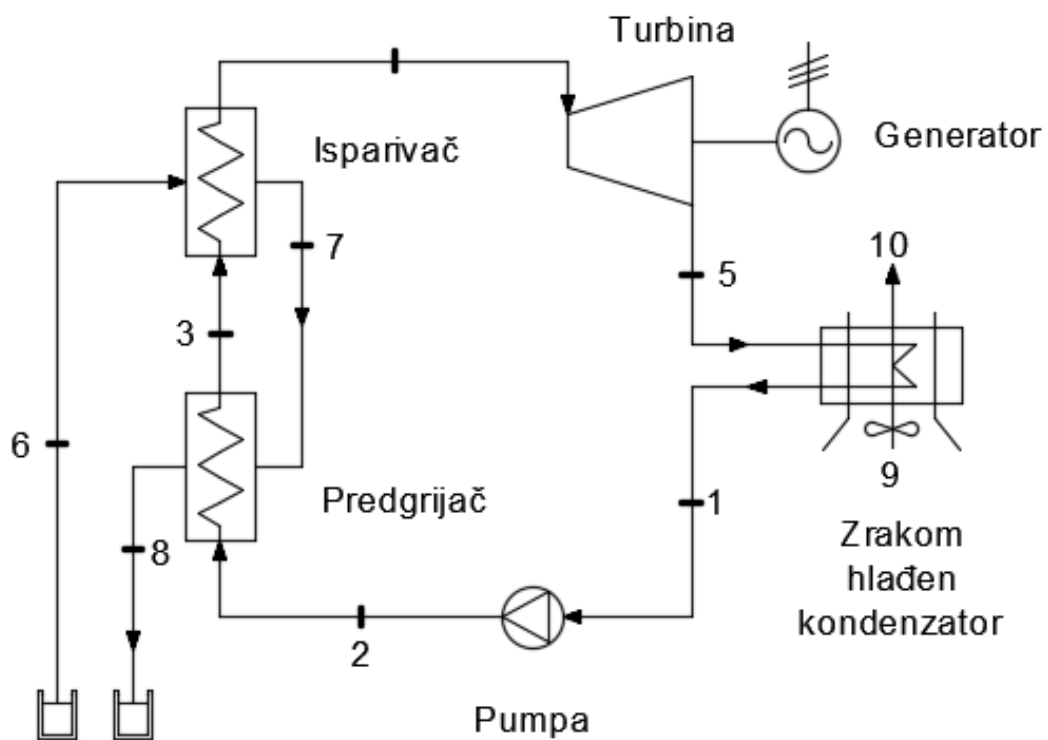 Turbina
Isparivač
Generator
7
5
10
3
6
9
Predgrijač
1
8
Zrakom
hlađen
kondenzator
2
Pumpa